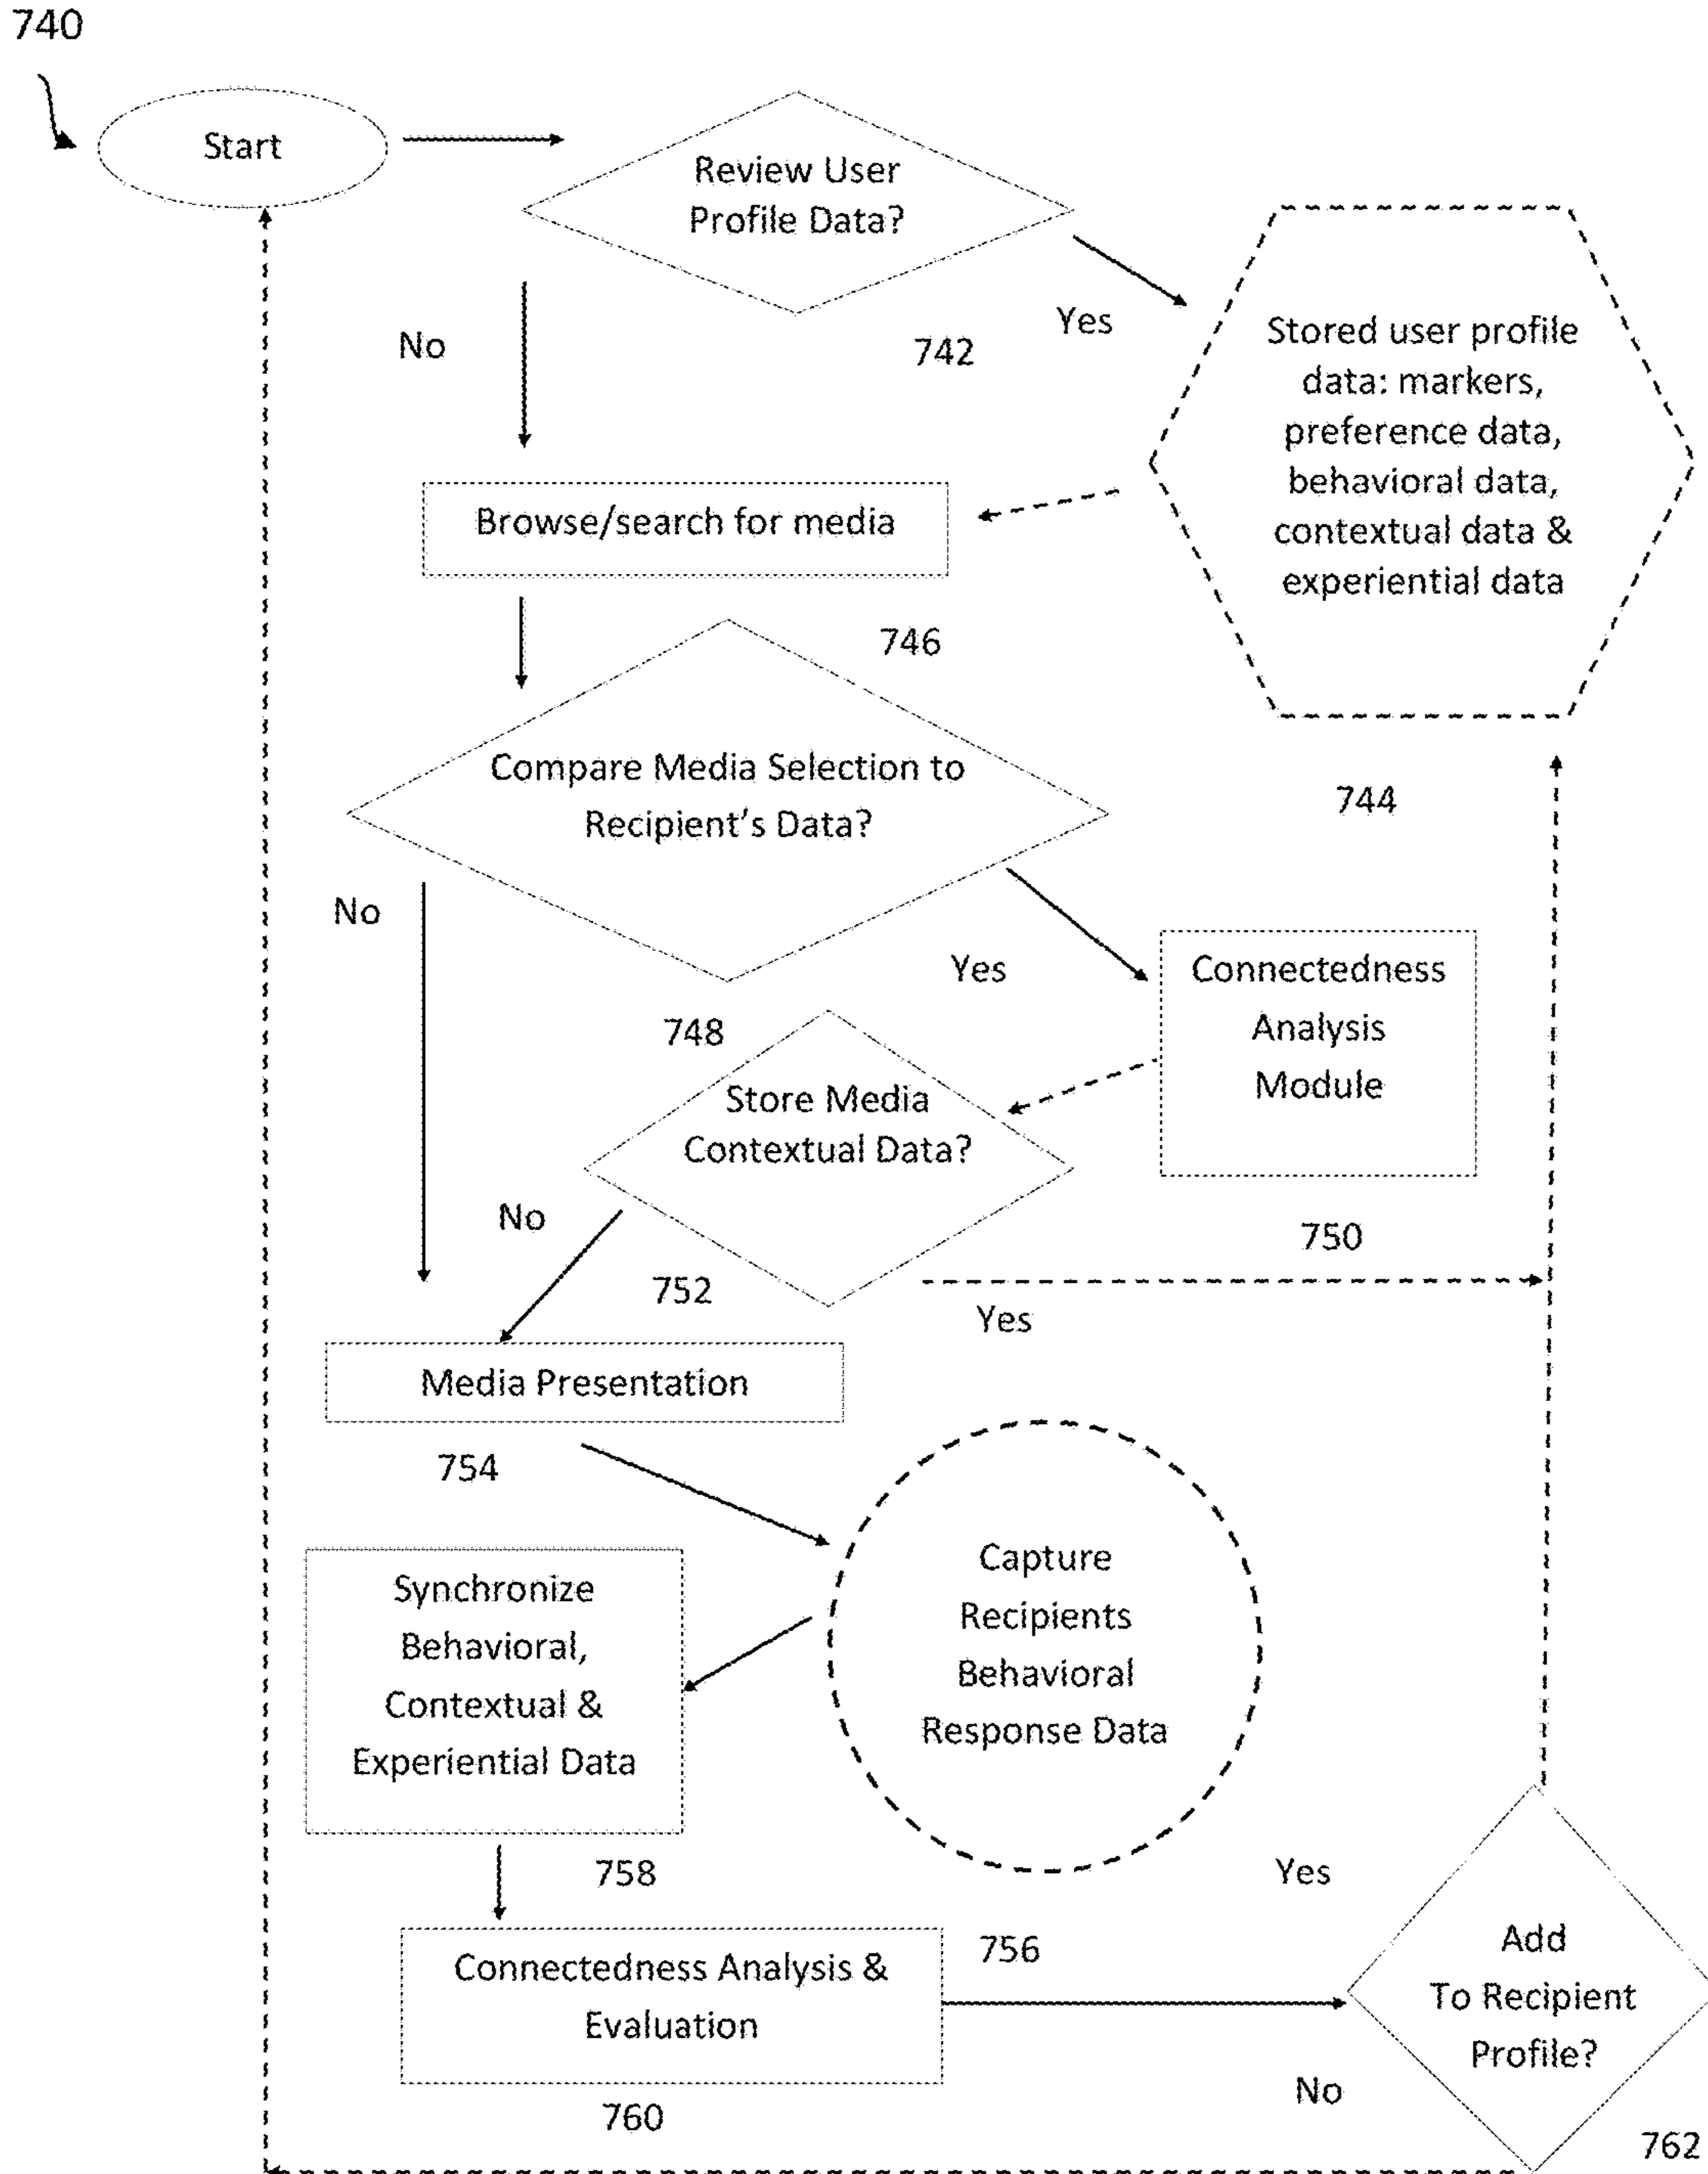 740
Start
Review User
Profile Data?
Yes
No
742
Stored user profile
data: markers,
preference data,
behavioral data,
contextual data &
experiential data
Browse/search for media
746
744
Compare Media Selection to
Recipient's Data?
No
Yes
748
Connectedness
Analysis
Module
750
Store Media
Contextual Data?
No
752
Yes
Media Presentation
754
Capture
Recipients
Behavioral
Response Data
Synchronize
Behavioral,
Contextual &
Experiential Data
758
756
Connectedness Analysis &
Evaluation
760
Yes
Add
To Recipient
Profile?
No
762